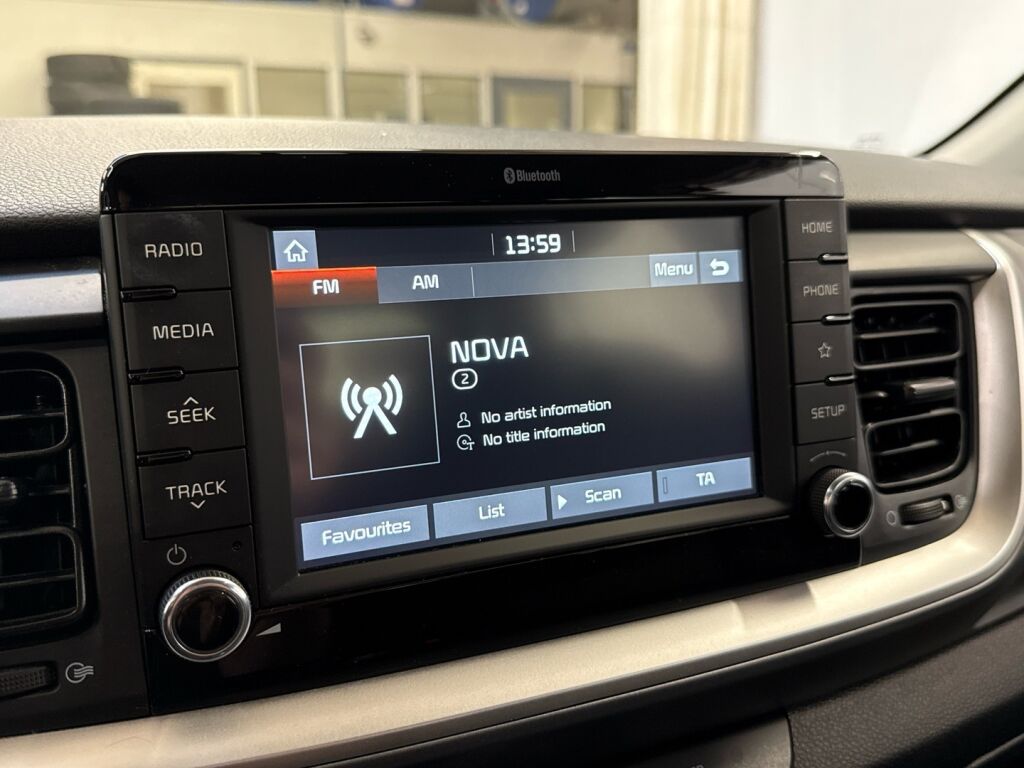 Bluetooth
RADIO
MEDIA
SEEK
TRACK
13:59
FM
AM
Menu
NOVA
2
No artist information
No title information
Favourites
List
Scan
TA
HOME
PHONE
SETUP